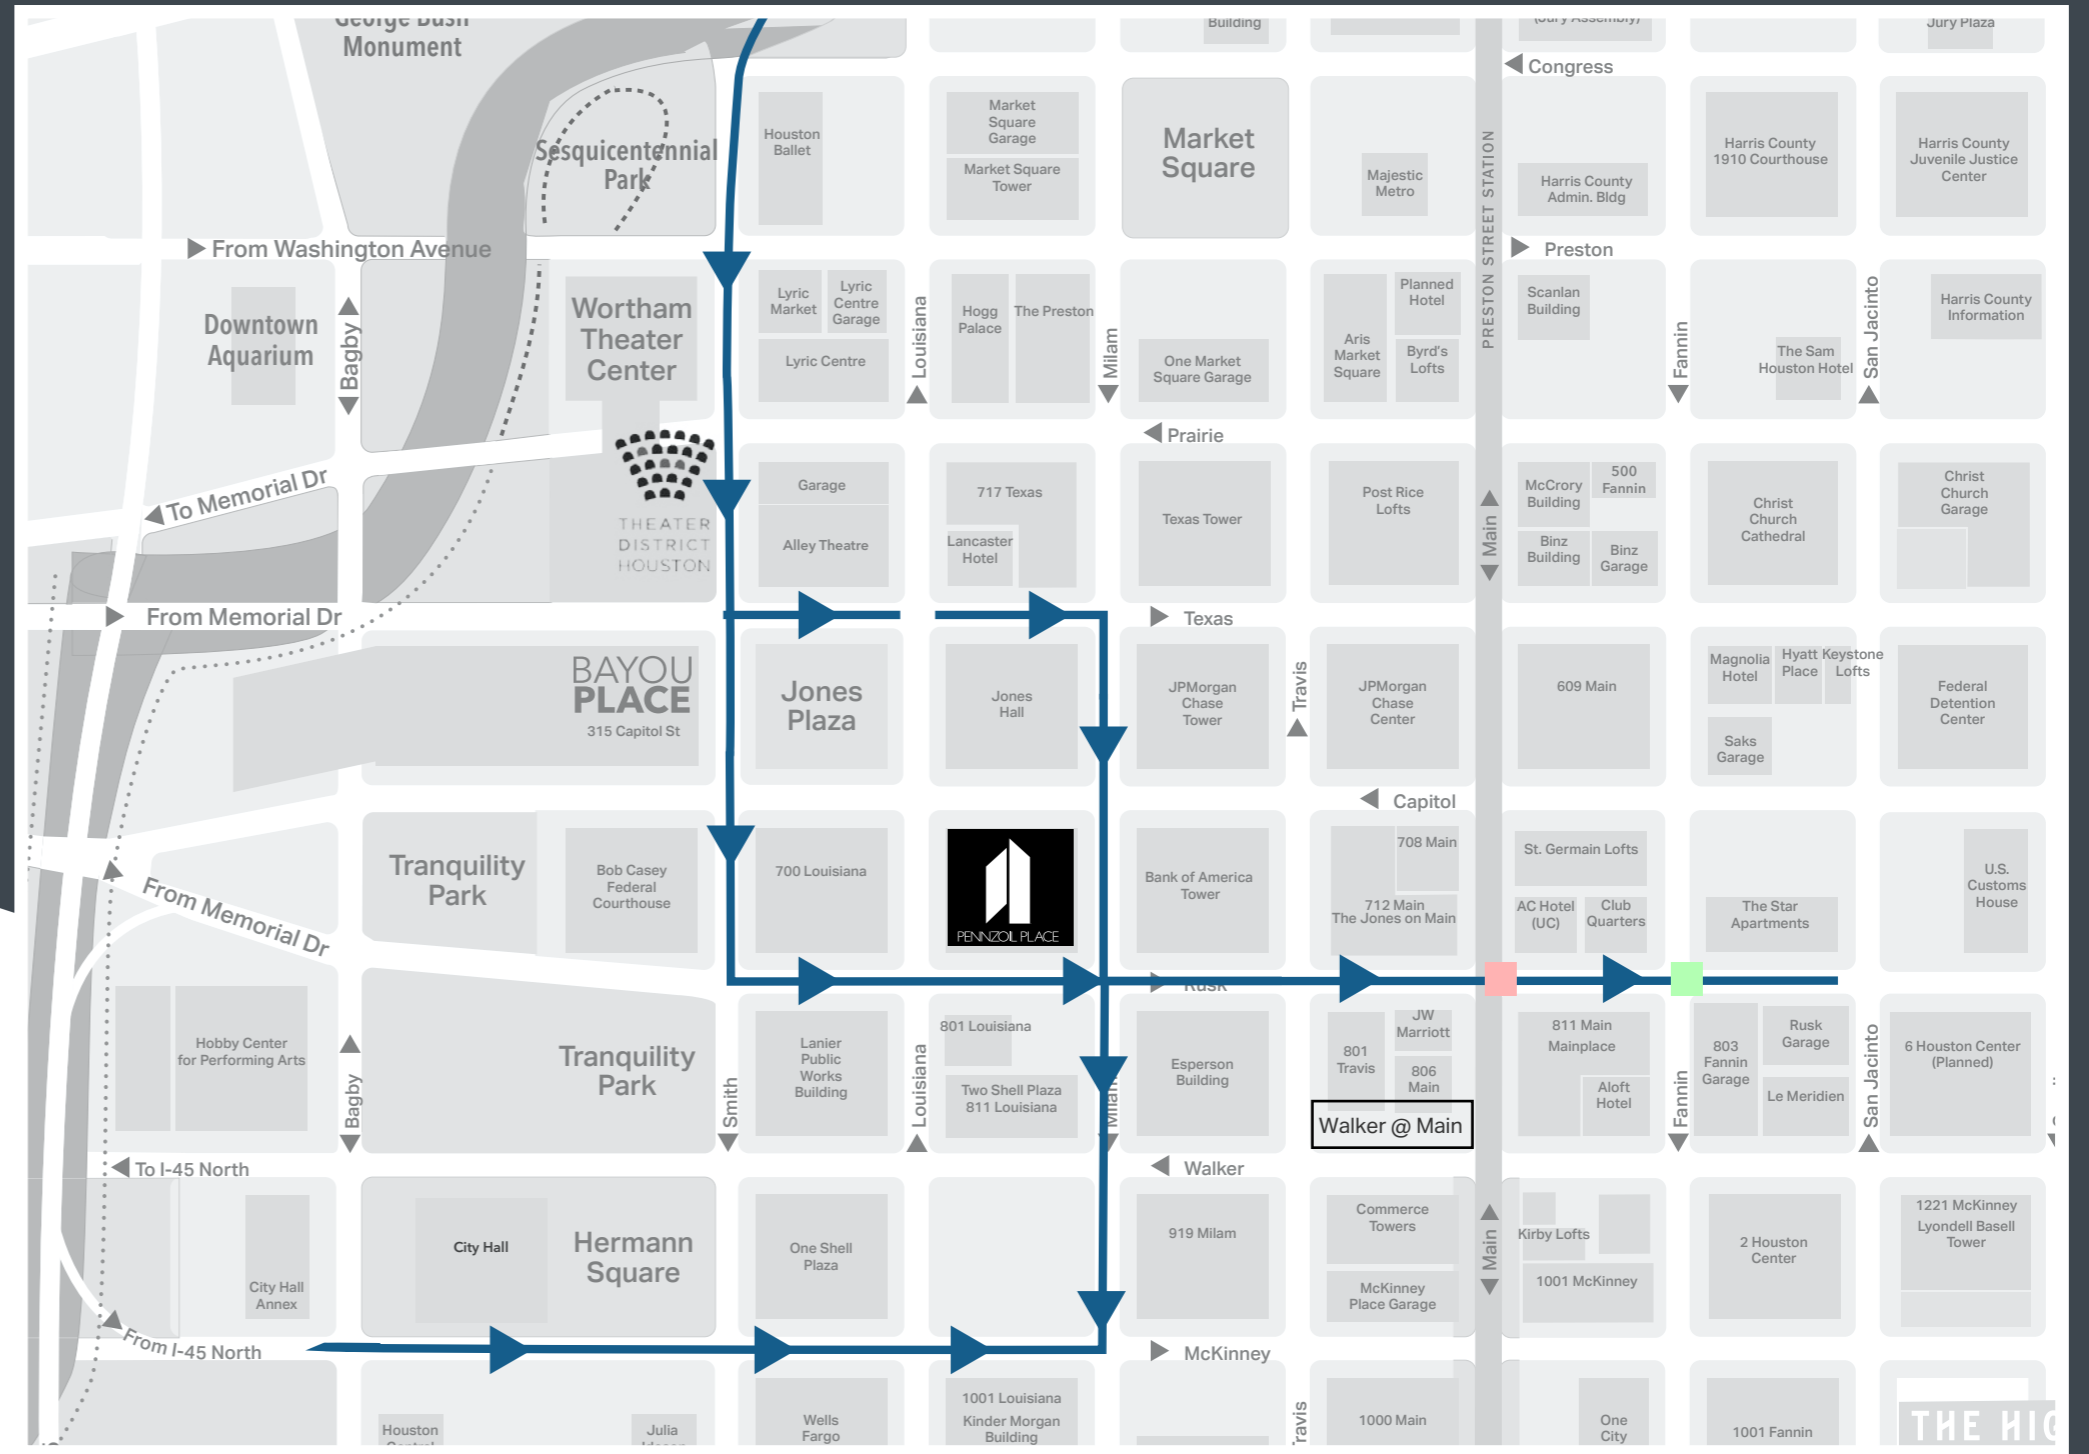 George Bush
Monument
Building
(Jury Assembly)
Jury Plaza
Congress
Sesquicentennial
Park
Houston
Ballet
Market
Square
Garage
Market Square
Tower
Market
Square
Majestic
Metro
PRESTON STREET STATION
Harris County
Admin. Bldg
Harris County
1910 Courthouse
Harris County
Juvenile Justice
Center
From Washington Avenue
Preston
Downtown
Aquarium
Bagby
Wortham
Theater
Center
Lyric
Market
Lyric
Centre
Garage
Lyric Centre
Louisiana
Hogg
Palace
The Preston
Milam
One Market
Square Garage
Aris
Market
Square
Planned
Hotel
Byrd's
Lofts
Scanlan
Building
Fannin
The Sam
Houston Hotel
San Jacinto
Harris County
Information
Prairie
To Memorial Dr
THEATER
DISTRICT
HOUSTON
Garage
Alley Theatre
717 Texas
Lancaster
Hotel
Texas Tower
Post Rice
Lofts
Main
McCrory
Building
500
Fannin
Binz
Building
Binz
Garage
Christ
Church
Cathedral
Christ
Church
Garage
From Memorial Dr
Texas
BAYOU
PLACE
315 Capitol St
Jones
Plaza
Jones
Hall
JPMorgan
Chase
Tower
Travis
JPMorgan
Chase
Center
609 Main
Magnolia
Hotel
Hyatt
Place
Keystone
Lofts
Saks
Garage
Federal
Detention
Center
Capitol
From Memorial Dr
Tranquility
Park
Bob Casey
Federal
Courthouse
700 Louisiana
PENNZOIL PLACE
Bank of America
Tower
708 Main
712 Main
The Jones on Main
St. Germain Lofts
AC Hotel
(UC)
Club
Quarters
The Star
Apartments
U.S.
Customs
House
Rusk
Hobby Center
for Performing Arts
Bagby
Tranquility
Park
Smith
Lanier
Public
Works
Building
Louisiana
801 Louisiana
Two Shell Plaza
811 Louisiana
Milam
Esperson
Building
801
Travis
JW
Marriott
806
Main
Walker @ Main
811 Main
Mainplace
Aloft
Hotel
Fannin
803
Fannin
Garage
Rusk
Garage
Le Meridien
San Jacinto
6 Houston Center
(Planned)
To I-45 North
Walker
City Hall
Annex
City Hall
Hermann
Square
One Shell
Plaza
919 Milam
Commerce
Towers
McKinney
Place Garage
Main
Kirby Lofts
1001 McKinney
2 Houston
Center
1221 McKinney
Lyondell Basell
Tower
From I-45 North
McKinney
Houston
Julia
Wells
Fargo
1001 Louisiana
Kinder Morgan
Building
Travis
1000 Main
One
City
1001 Fannin
THE HIG